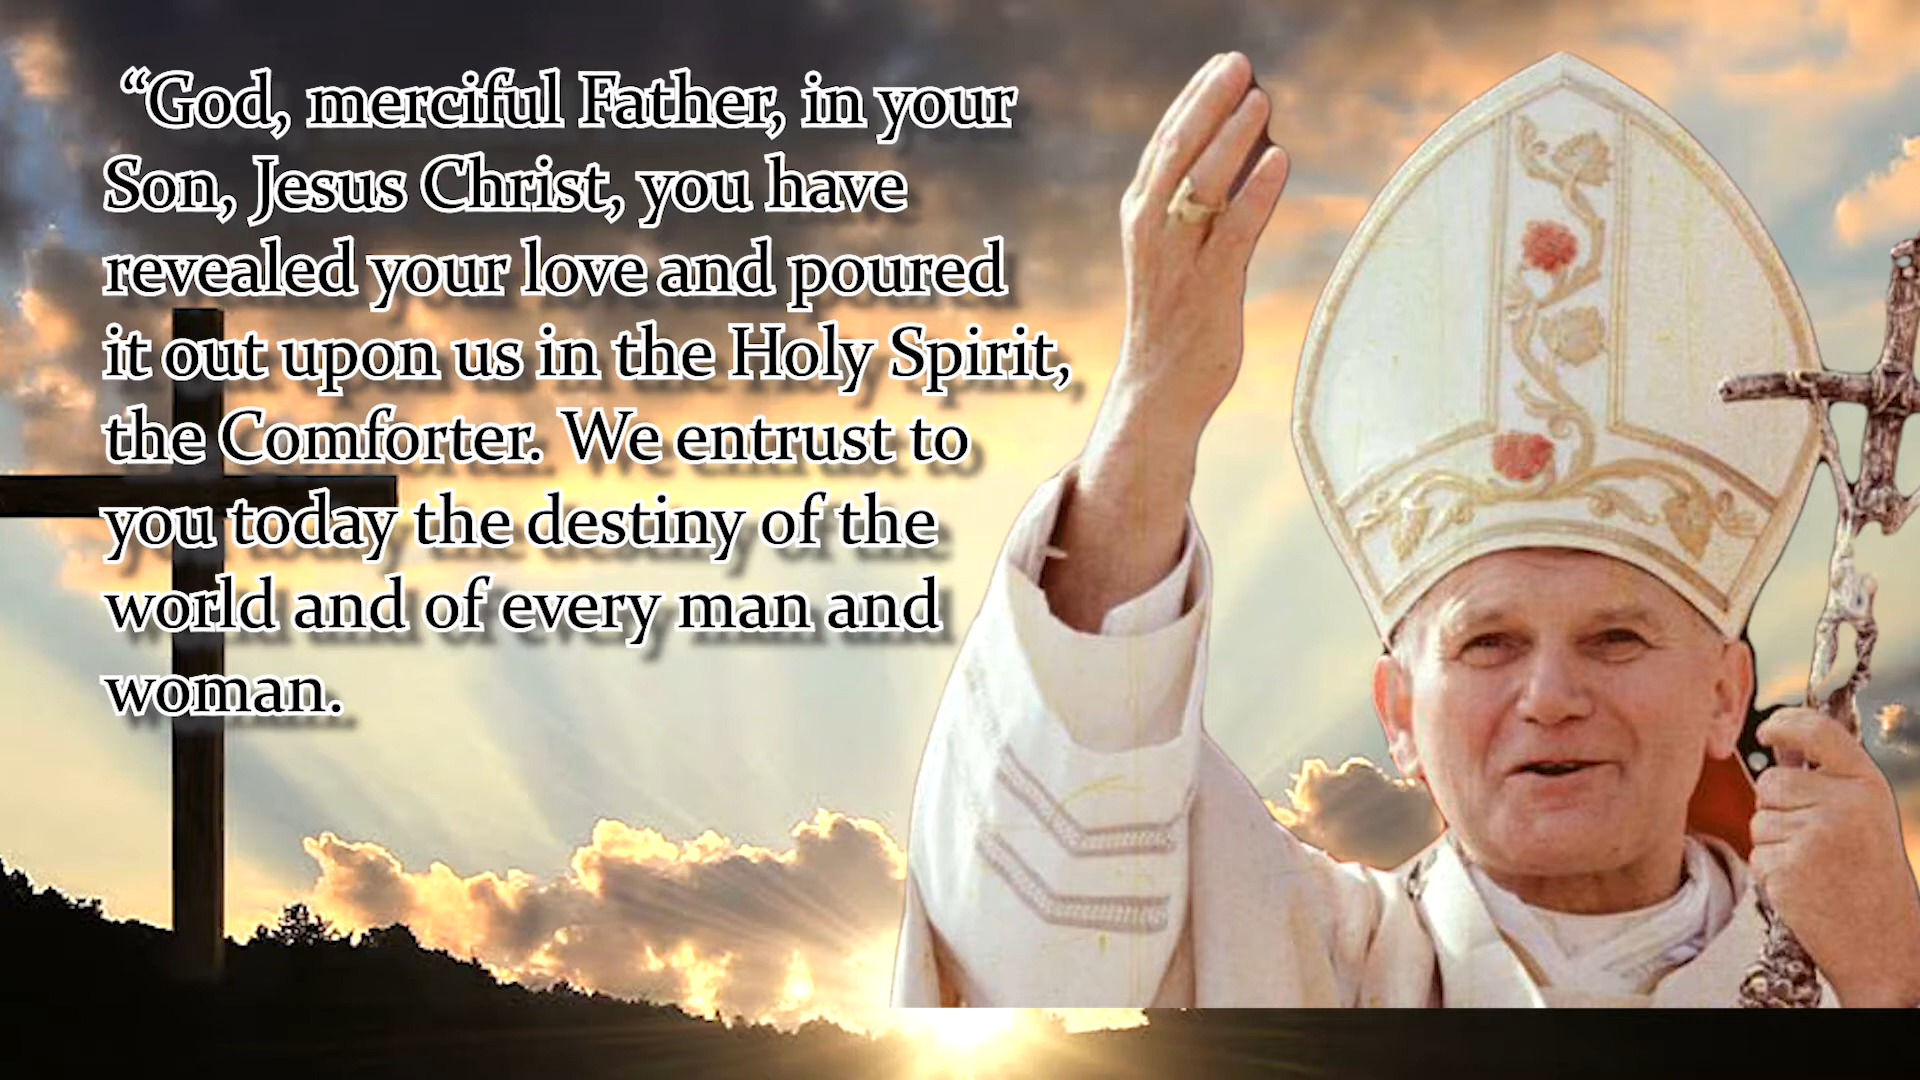 “God, merciful Father, in your
Son, Jesus Christ, you have
revealed your love and poured
it out upon us in the Holy Spirit,
the Comforter. We entrust to
you today the destiny of the
world and of every man and
woman.